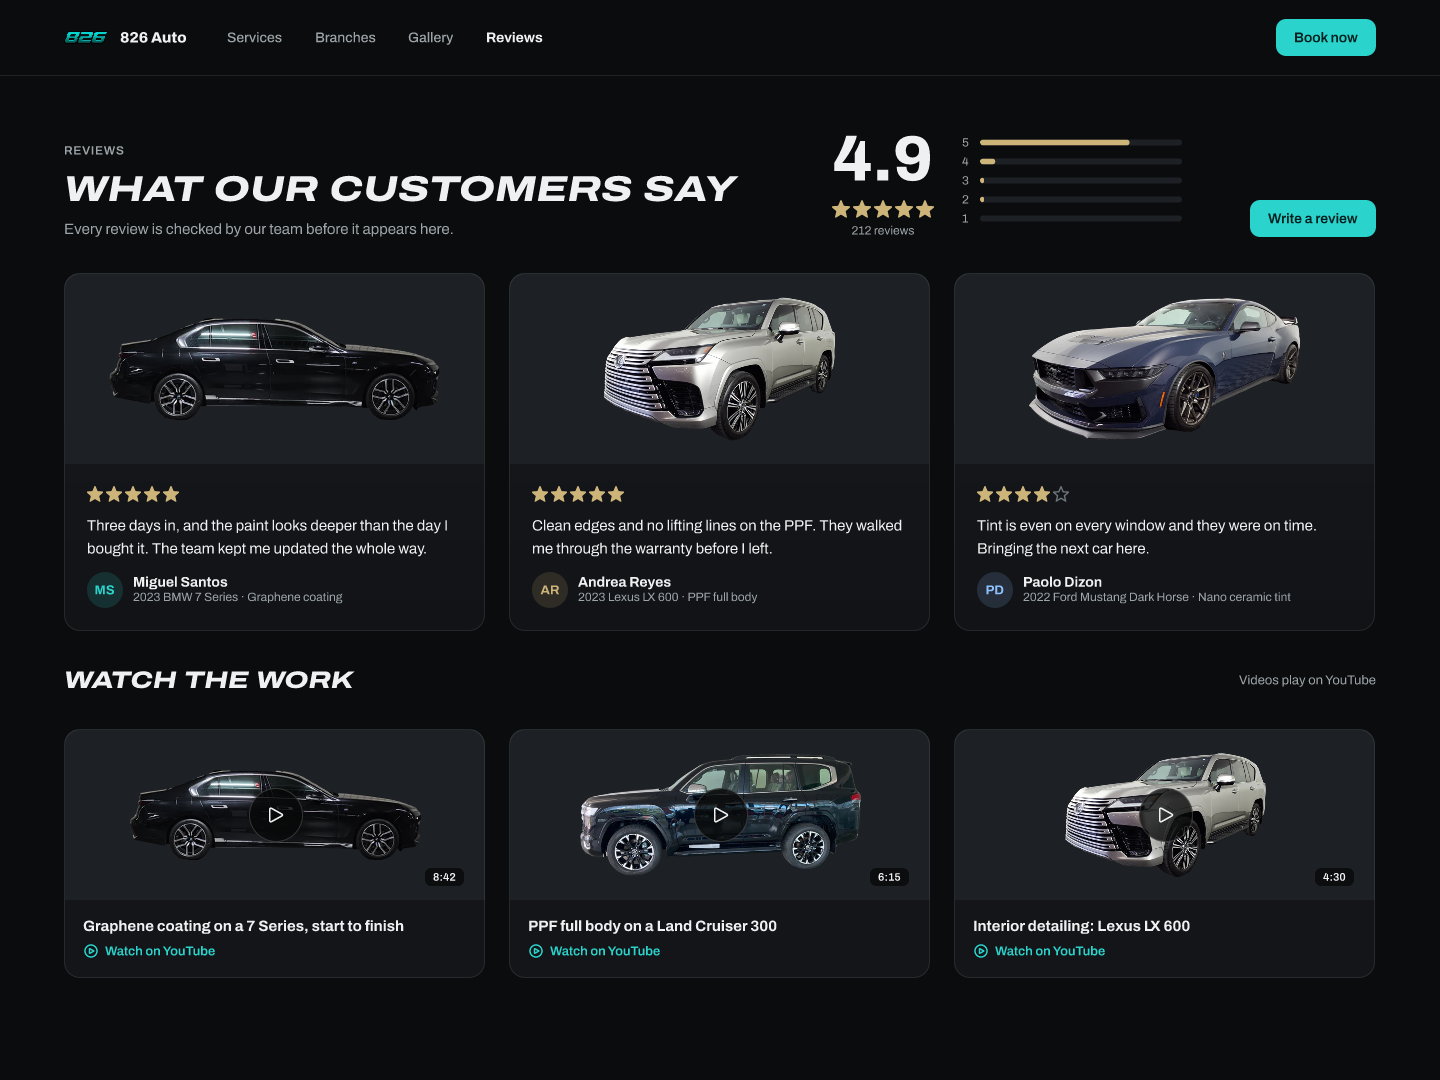 826 826 Auto Services Branches Gallery Reviews Book now
REVIEWS
WHAT OUR CUSTOMERS SAY
Every review is checked by our team before it appears here.
4.9
212 reviews
5
4
3
2
1
Write a review
Three days in, and the paint looks deeper than the day I
bought it. The team kept me updated the whole way.
MS
Miguel Santos
2023 BMW 7 Series · Graphene coating
Clean edges and no lifting lines on the PPF. They walked
me through the warranty before I left.
AR
Andrea Reyes
2023 Lexus LX 600 · PPF full body
Tint is even on every window and they were on time.
Bringing the next car here.
PD
Paolo Dizon
2022 Ford Mustang Dark Horse · Nano ceramic tint
WATCH THE WORK
Videos play on YouTube
8:42
Graphene coating on a 7 Series, start to finish
Watch on YouTube
6:15
PPF full body on a Land Cruiser 300
Watch on YouTube
4:30
Interior detailing: Lexus LX 600
Watch on YouTube